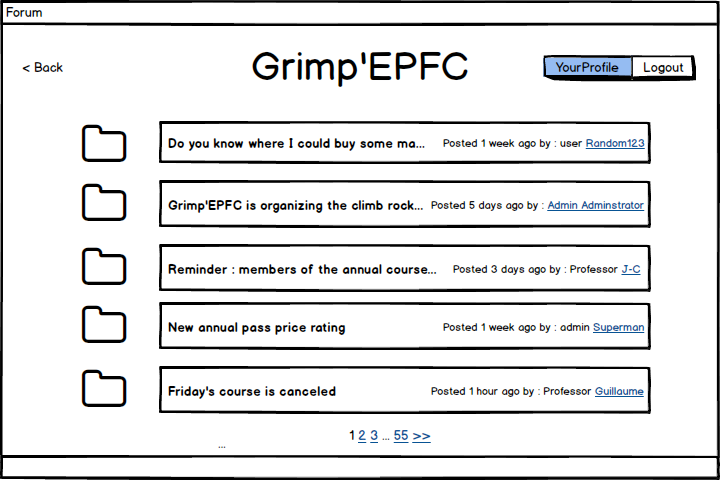 Forum
< Back
Grimp'EPFC
YourProfile Logout
Do you know where I could buy some ma... Posted 1 week ago by : user Random123
Grimp'EPFC is organizing the climb rock... Posted 5 days ago by : Admin Adminstrator
Reminder : members of the annual course... Posted 3 days ago by : Professor J-C
New annual pass price rating Posted 1 week ago by : admin Superman
Friday's course is canceled Posted 1 hour ago by : Professor Guillaume
1 2 3 ... 55 >>
...